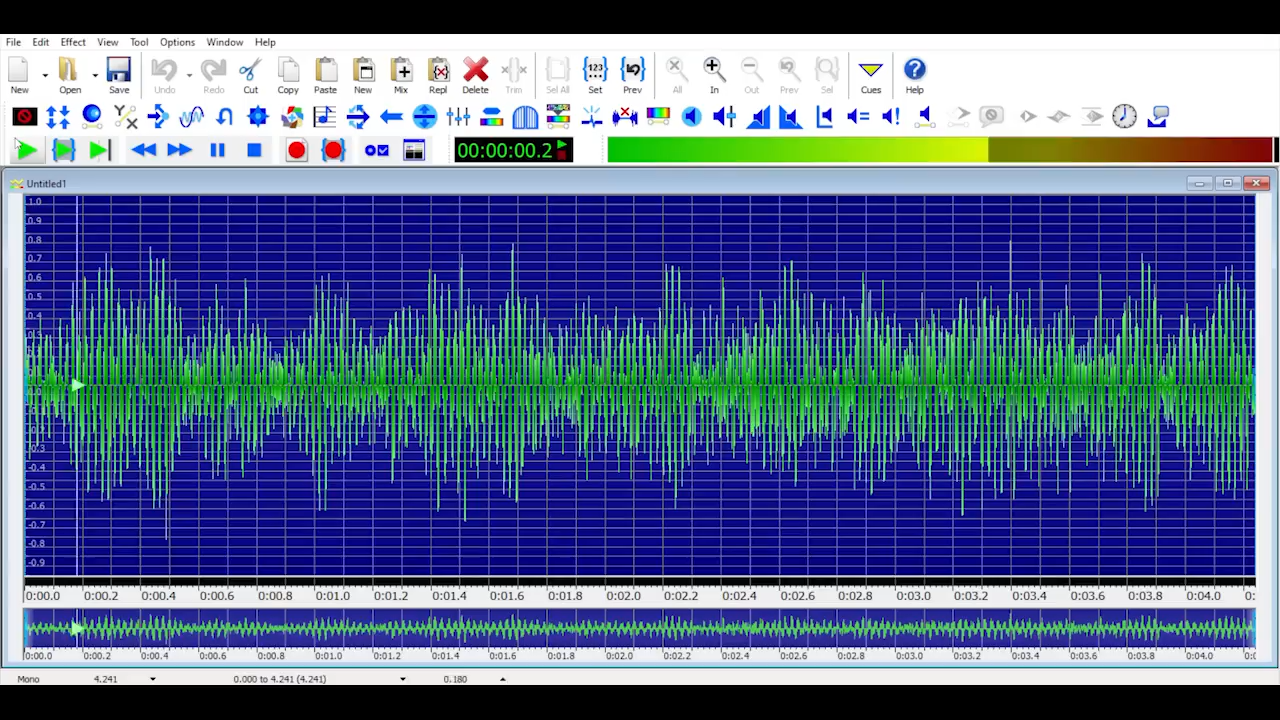 File Edit Effect View Tool Options Window Help
New Open Save Undo Redo Cut Copy Paste New Mix Repl Delete Trim Sel All Set Prev All In Out Prev Sel Cues Help
00:00:00.2
Untitled1
1.0
0.9
0.8
0.7
0.6
0.5
0.4
0.3
0.0
-0.3
-0.4
-0.5
-0.6
-0.7
-0.8
-0.9
0:00.0 0:00.2 0:00.4 0:00.6 0:00.8 0:01.0 0:01.2 0:01.4 0:01.6 0:01.8 0:02.0 0:02.2 0:02.4 0:02.6 0:02.8 0:03.0 0:03.2 0:03.4 0:03.6 0:03.8 0:04.0
0:00.0 0:00.2 0:00.4 0:00.6 0:00.8 0:01.0 0:01.2 0:01.4 0:01.6 0:01.8 0:02.0 0:02.2 0:02.4 0:02.6 0:02.8 0:03.0 0:03.2 0:03.4 0:03.6 0:03.8 0:04.0
Mono 4.241 0.000 to 4.241 (4.241) 0.180